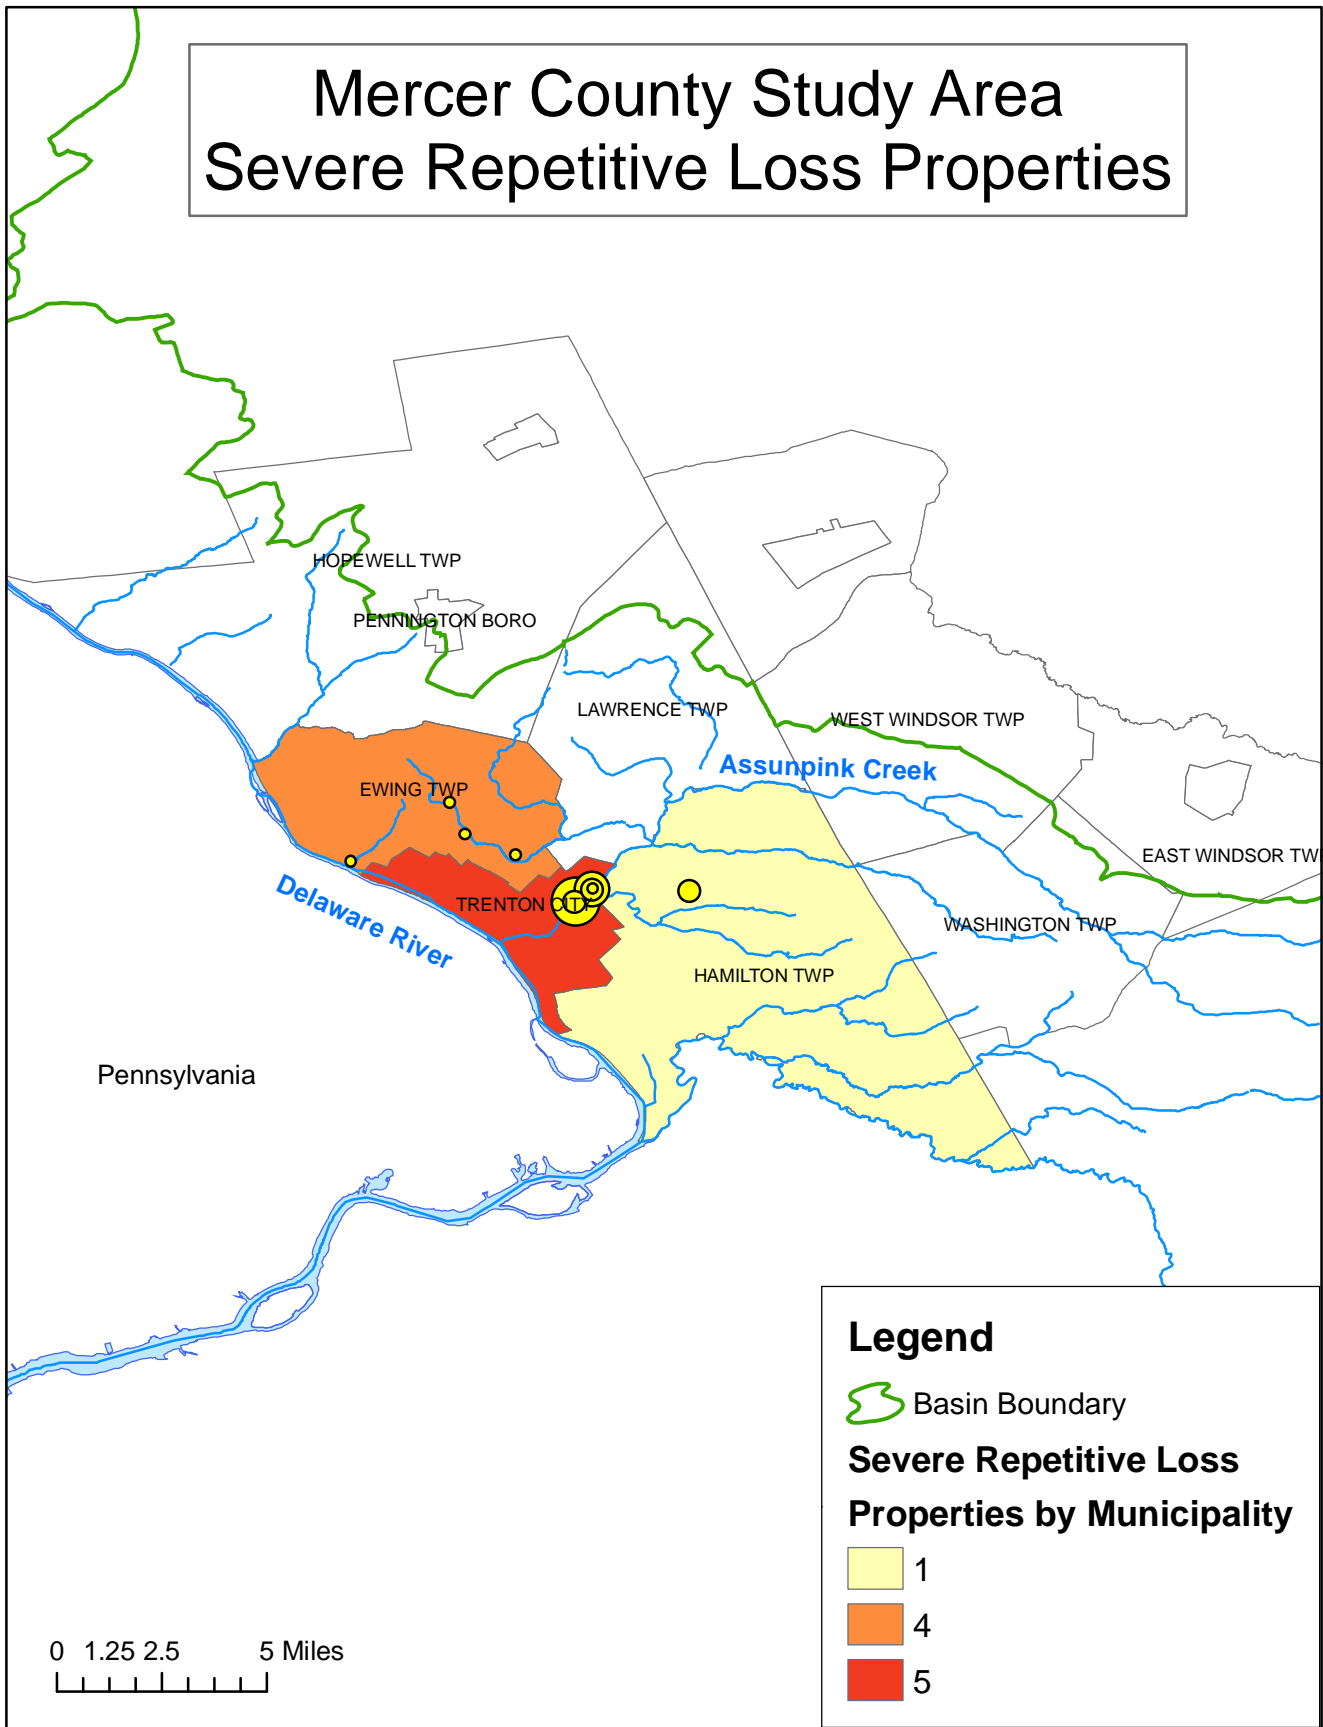 Mercer County Study Area
Severe Repetitive Loss Properties
HOPEWELL TWP
PENNINGTON BORO
LAWRENCE TWP
WEST WINDSOR TWP
Assunpink Creek
EWING TWP
EAST WINDSOR TW
Delaware River
TRENTON CITY
WASHINGTON TWP
HAMILTON TWP
Pennsylvania
Legend
Basin Boundary
Severe Repetitive Loss
Properties by Municipality
1
4
5
0 1.25 2.5 5 Miles